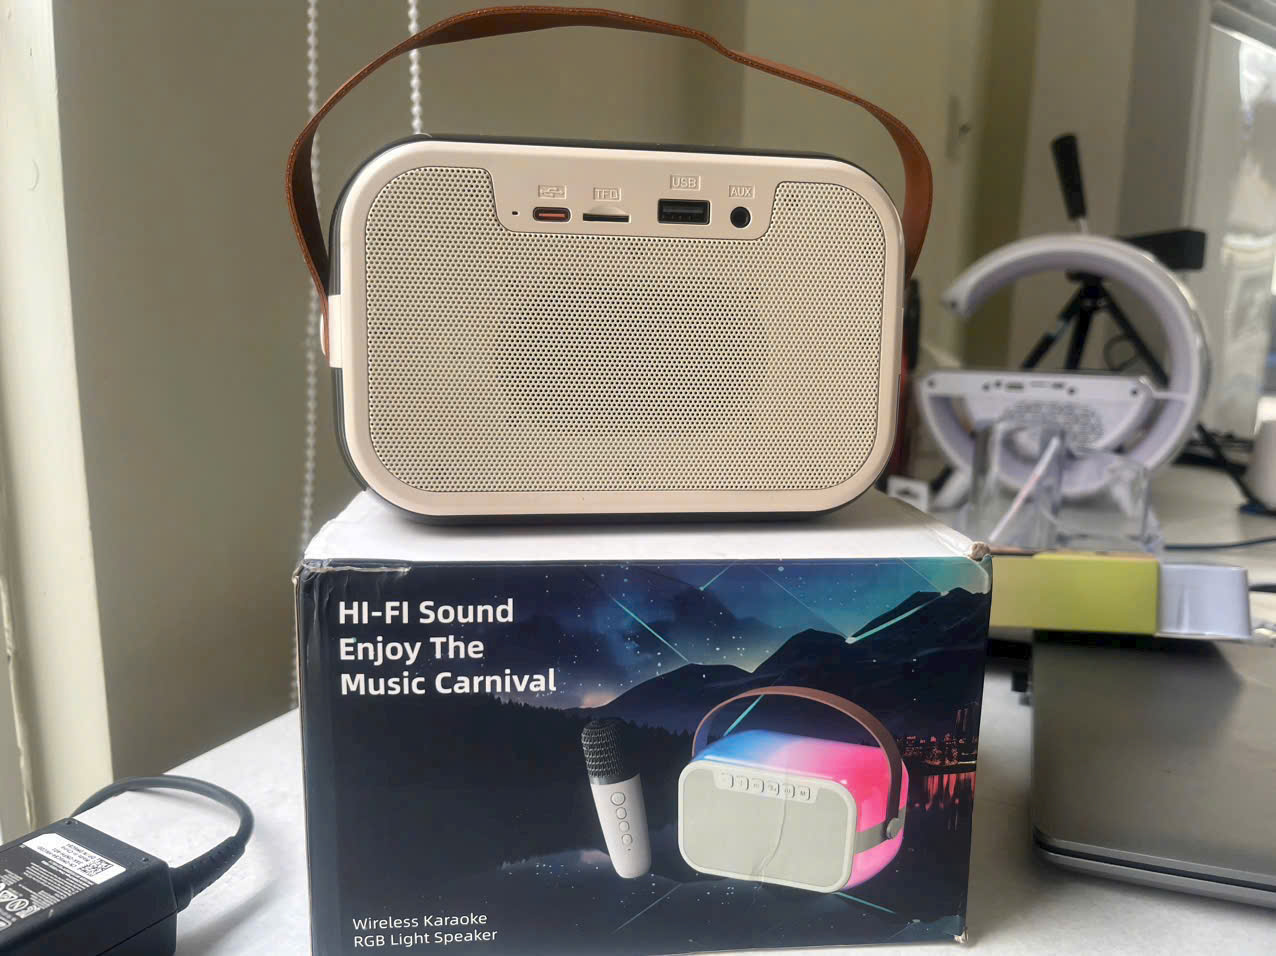 TFD
USB
AUX
HI-FI Sound
Enjoy The
Music Carnival
Wireless Karaoke
RGB Light Speaker